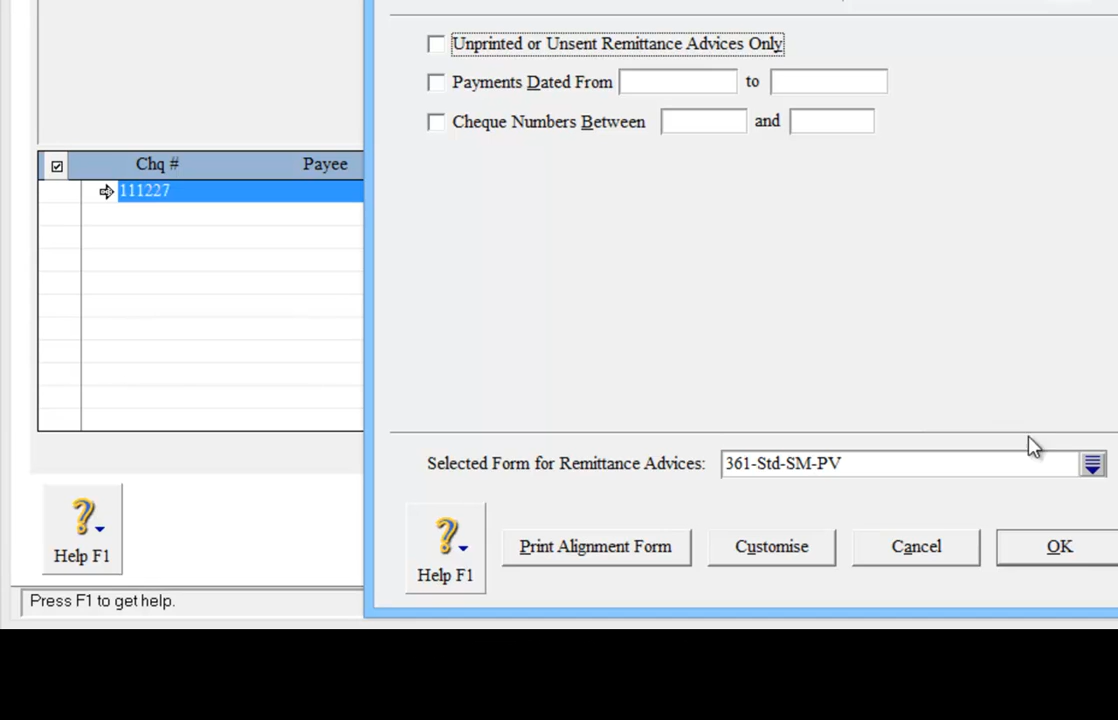 Unprinted or Unsent Remittance Advices Only
Payments Dated From to
Cheque Numbers Between and
Chq # Payee
111227
Selected Form for Remittance Advices: 361-Std-SM-PV
Help F1
Help F1
Print Alignment Form
Customise
Cancel
OK
Press F1 to get help.